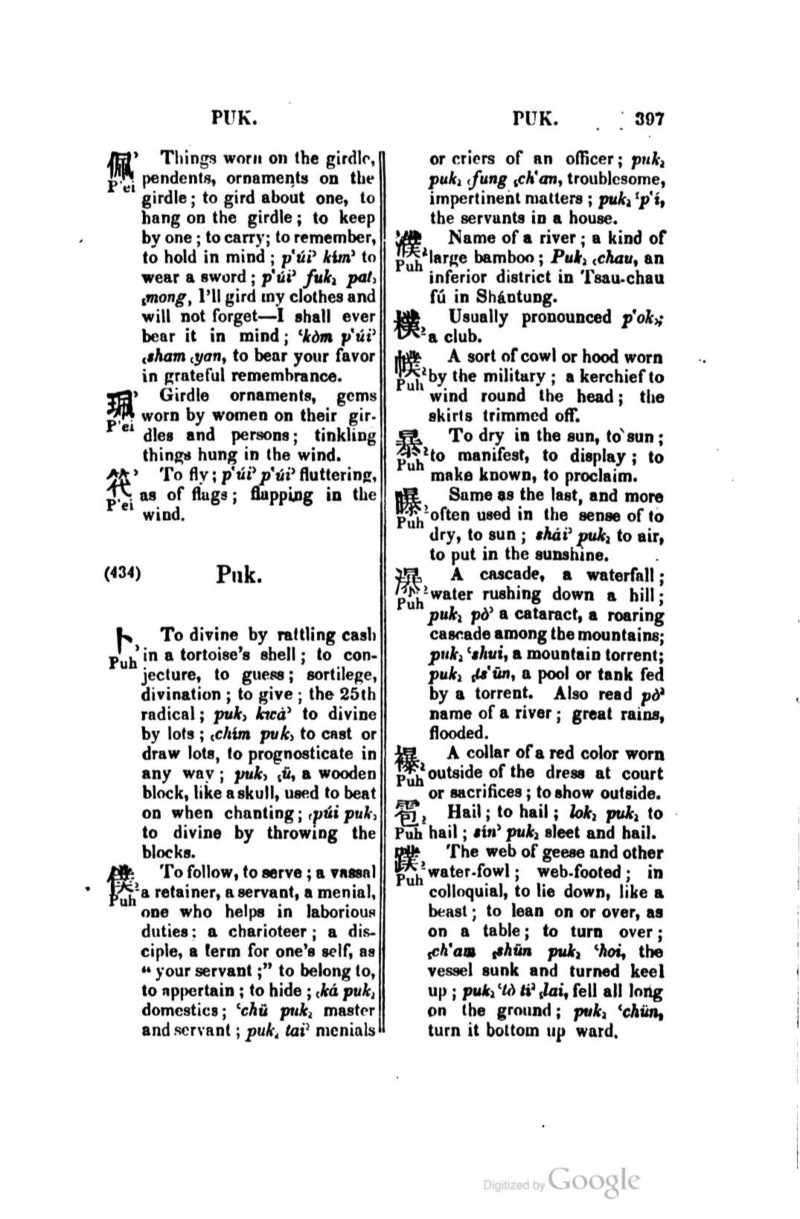 PUK.
佩’ Things worn on the girdle,
P‘ei pendents, ornaments on the
girdle; to gird about one, to
hang on the girdle; to keep
by one; to carry; to remember,
to hold in mind; p‘úi’ kím’ to
wear a sword; p‘úi’ fuk, pat,
mong, I’ll gird my clothes and
will not forget—I shall ever
bear it in mind; ‘kòm p‘úi’
sham yan, to bear your favor
in grateful remembrance.
珮’ Girdle ornaments, gems
P‘ei worn by women on their gir-
dles and persons; tinkling
things hung in the wind.
To fly; p‘úi’ p‘úi’ fluttering,
P‘ei as of flags; flapping in the
wind.
(434) Puk.
卜, To divine by rattling cash
Puh in a tortoise’s shell; to con-
jecture, to guess; sortilege,
divination; to give; the 25th
radical; puk, kwá’ to divine
by lots; chím puk, to cast or
draw lots, to prognosticate in
any way; puk, ü, a wooden
block, like a skull, used to beat
on when chanting; púi puk,
to divine by throwing the
blocks.
僕 To follow, to serve; a vassal
Puh a retainer, a servant, a menial,
one who helps in laborious
duties: a charioteer; a dis-
ciple, a term for one’s self, as
“your servant;” to belong to,
to appertain; to hide; ká puk,
domestics; ‘chü puk, master
and servant; puk, tai’ menials
PUK. 397
or criers of an officer; puk,
puk, fung ch‘an, troublesome,
impertinent matters; puk, ‘p‘í,
the servants in a house.
濮 Name of a river; a kind of
Puh large bamboo; Puk, chau, an
inferior district in Tsau-chau
fú in Shántung.
樸 Usually pronounced p‘ok,;
a club.
幞 A sort of cowl or hood worn
Puh by the military; a kerchief to
wind round the head; the
skirts trimmed off.
暴 To dry in the sun, to sun;
Puh to manifest, to display; to
make known, to proclaim.
曝 Same as the last, and more
Puh often used in the sense of to
dry, to sun; shái’ puk, to air,
to put in the sunshine.
瀑 A cascade, a waterfall;
Puh water rushing down a hill;
puk, pò’ a cataract, a roaring
cascade among the mountains;
puk, ‘shui, a mountain torrent;
puk, ts‘ün, a pool or tank fed
by a torrent. Also read pò’
name of a river; great rains,
flooded.
襮 A collar of a red color worn
Puh outside of the dress at court
or sacrifices; to show outside.
雹, Hail; to hail; lok, puk, to
Puh hail; sín’ puk, sleet and hail.
蹼 The web of geese and other
Puh water-fowl; web-footed; in
colloquial, to lie down, like a
beast; to lean on or over, as
on a table; to turn over;
ch‘am shün puk, ‘hoi, the
vessel sunk and turned keel
up; puk, ‘tò tí’ lai, fell all long
on the ground; puk, ‘chün,
turn it bottom up ward.
Digitized by Google